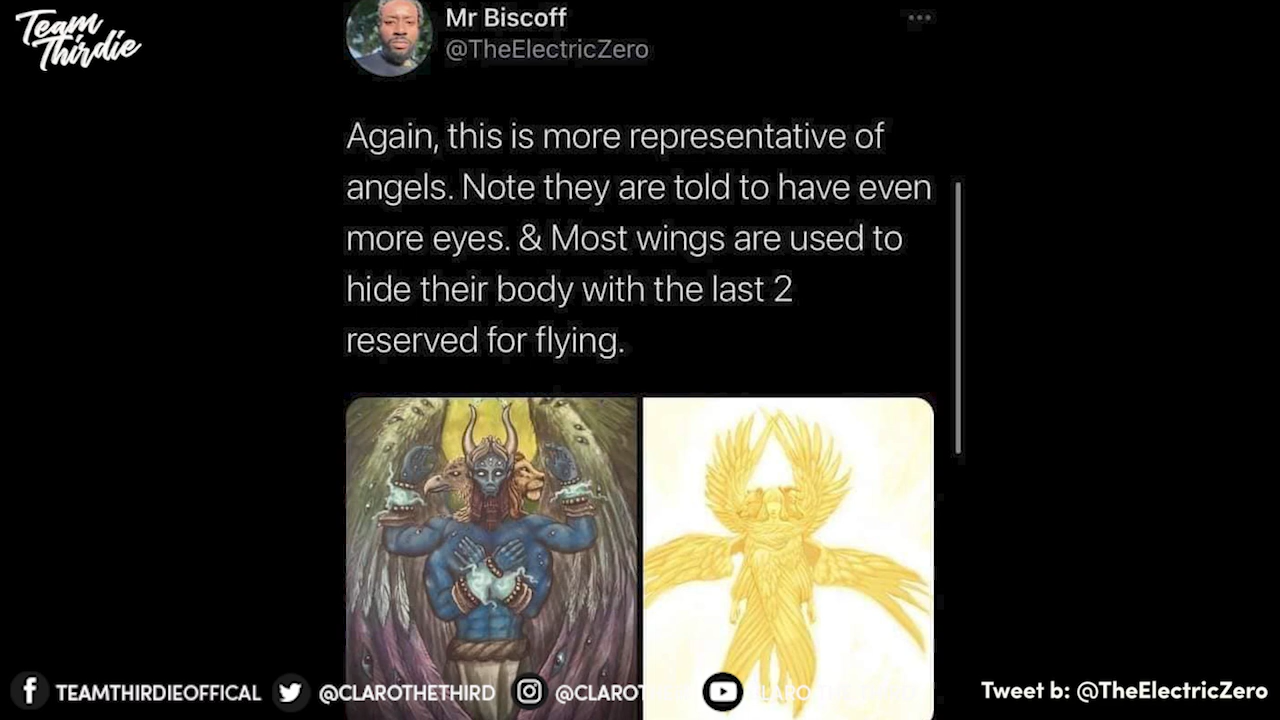 Team
Thirdie
Mr Biscoff
@TheElectricZero
Again, this is more representative of
angels. Note they are told to have even
more eyes. & Most wings are used to
hide their body with the last 2
reserved for flying.
TEAMTHIRDIEOFFICAL @CLAROTHETHIRD Tweet b: @TheElectricZero